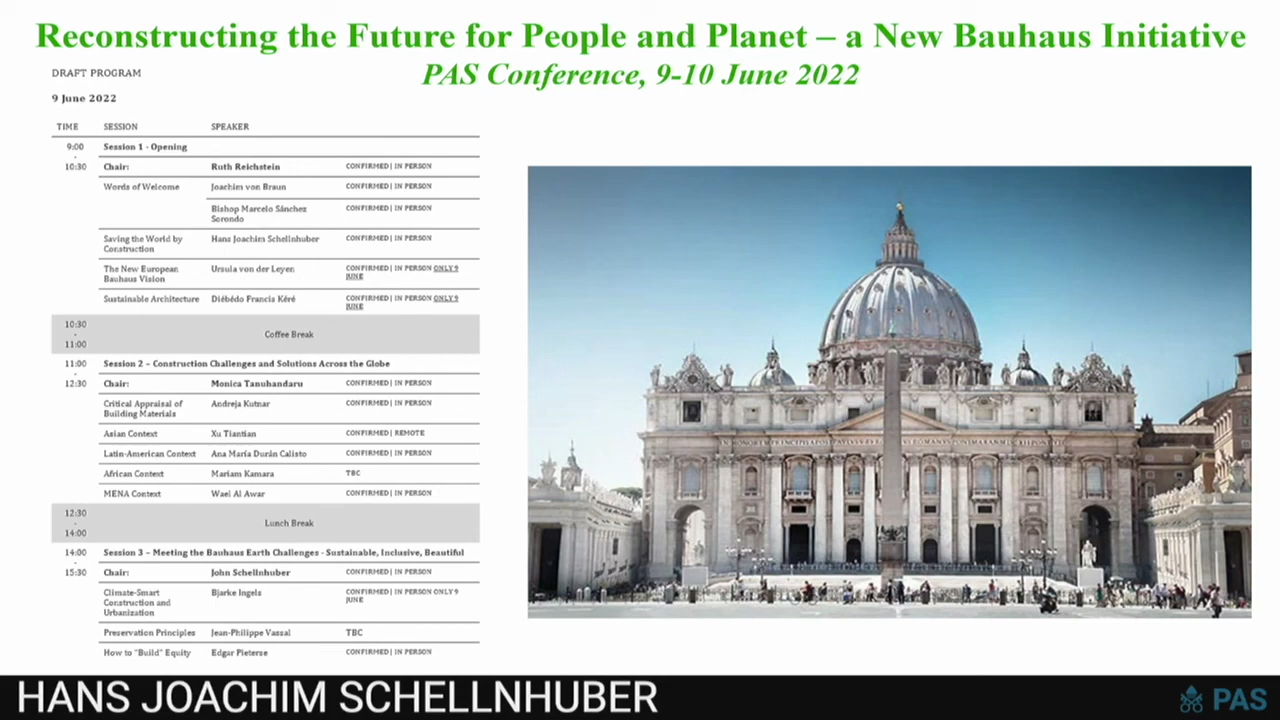 Reconstructing the Future for People and Planet – a New Bauhaus Initiative
PAS Conference, 9-10 June 2022
DRAFT PROGRAM
9 June 2022
TIME SESSION SPEAKER
9:00 Session 1 - Opening
-
10:30 Chair: Ruth Reichstein CONFIRMED | IN PERSON
Words of Welcome Joachim von Braun CONFIRMED | IN PERSON
Bishop Marcelo Sánchez CONFIRMED | IN PERSON
Sorondo
Saving the World by Hans Joachim Schellnhuber CONFIRMED | IN PERSON
Construction
The New European Ursula von der Leyen CONFIRMED | IN PERSON ONLY 9
Bauhaus Vision JUNE
Sustainable Architecture Diébédo Francis Kéré CONFIRMED | IN PERSON ONLY 9
JUNE
10:30
-
Coffee Break
11:00
11:00 Session 2 – Construction Challenges and Solutions Across the Globe
-
12:30 Chair: Monica Tanuhandaru CONFIRMED | IN PERSON
Critical Appraisal of Andreja Kutnar CONFIRMED | IN PERSON
Building Materials
Asian Context Xu Tiantian CONFIRMED | REMOTE
Latin-American Context Ana María Durán Calisto CONFIRMED | IN PERSON
African Context Mariam Kamara TBC
MENA Context Wael Al Awar CONFIRMED | IN PERSON
12:30
-
Lunch Break
14:00
14:00 Session 3 – Meeting the Bauhaus Earth Challenges - Sustainable, Inclusive, Beautiful
-
15:30 Chair: John Schellnhuber CONFIRMED | IN PERSON
Climate-Smart Bjarke Ingels CONFIRMED | IN PERSON ONLY 9
Construction and JUNE
Urbanization
Preservation Principles Jean-Philippe Vassal TBC
How to "Build" Equity Edgar Pieterse CONFIRMED | IN PERSON
HANS JOACHIM SCHELLNHUBER
PAS